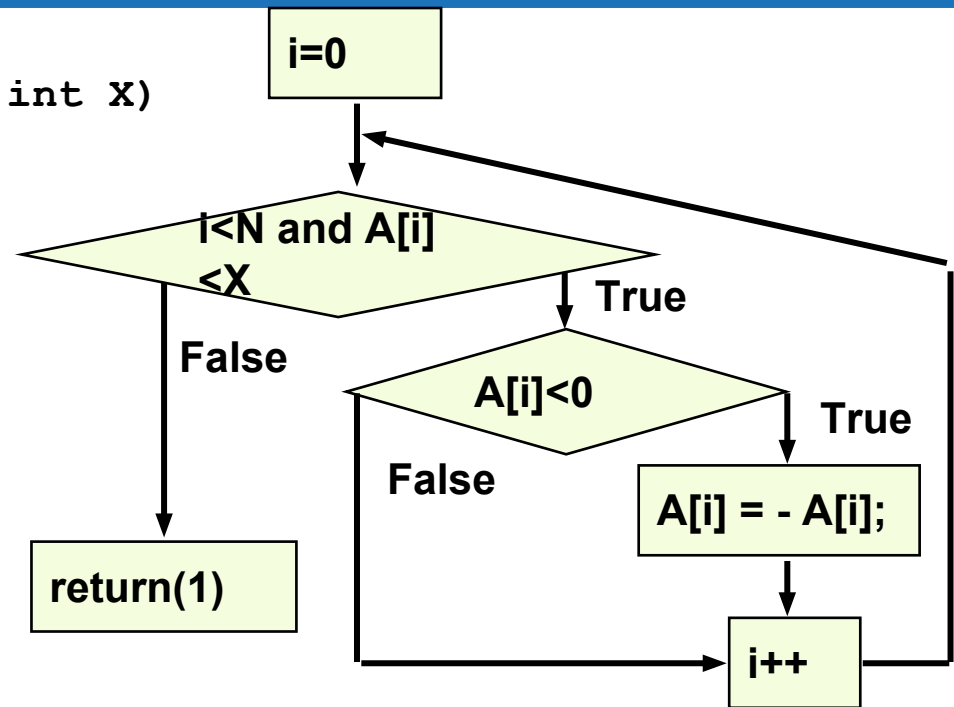 i=0
int X)
i<N and A[i]
<X
True
False
A[i]<0
True
False
A[i] = - A[i];
return(1)
i++